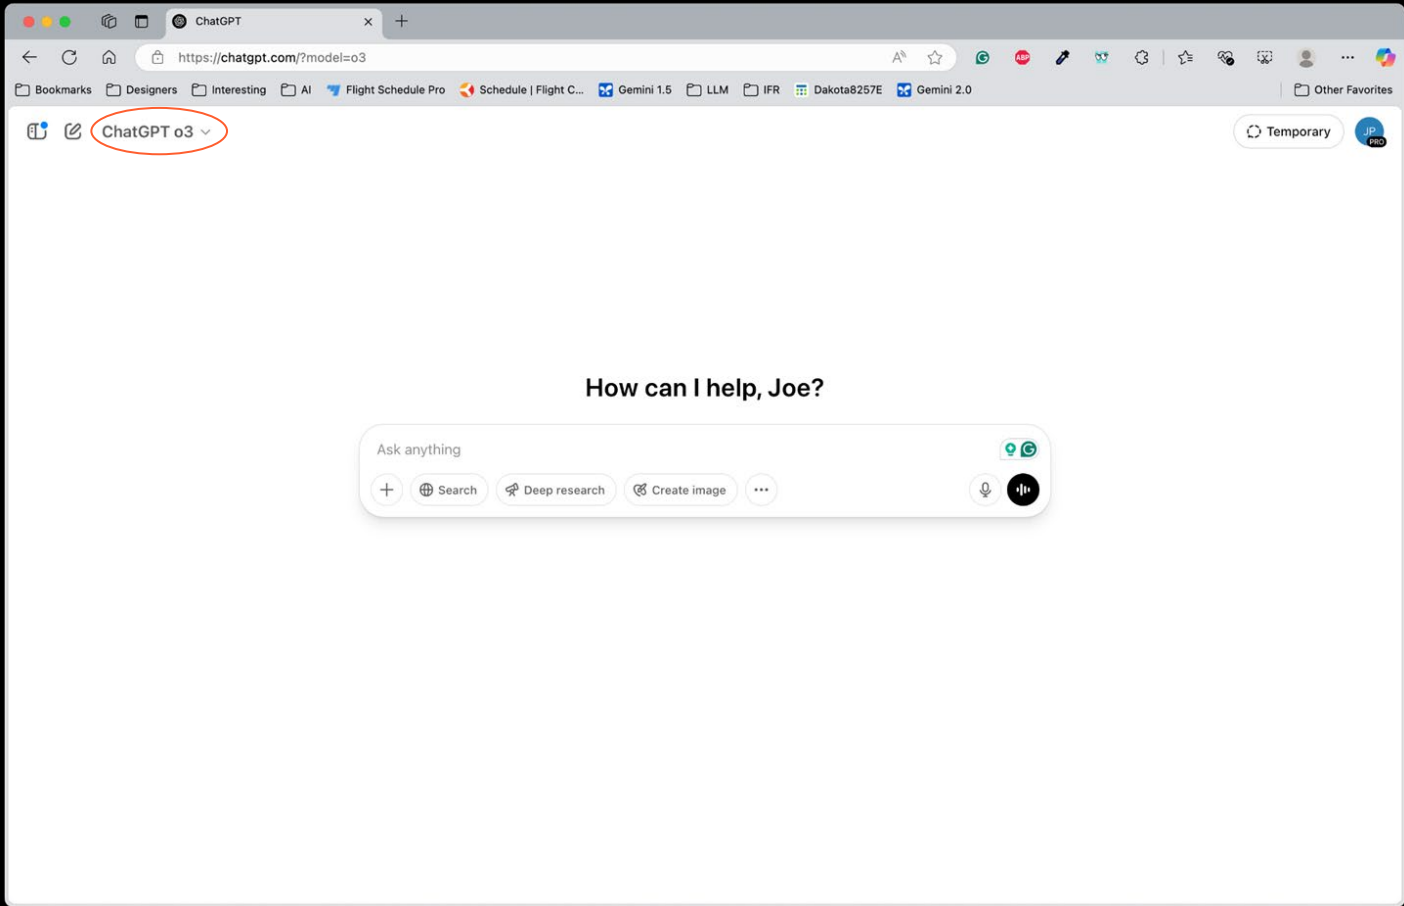 ChatGPT
https://chatgpt.com/?model=o3
ABP
Bookmarks Designers Interesting AI Flight Schedule Pro Schedule | Flight C... Gemini 1.5 LLM IFR Dakota8257E Gemini 2.0 Other Favorites
ChatGPT o3 Temporary JP
PRO
How can I help, Joe?
Ask anything
Search Deep research Create image